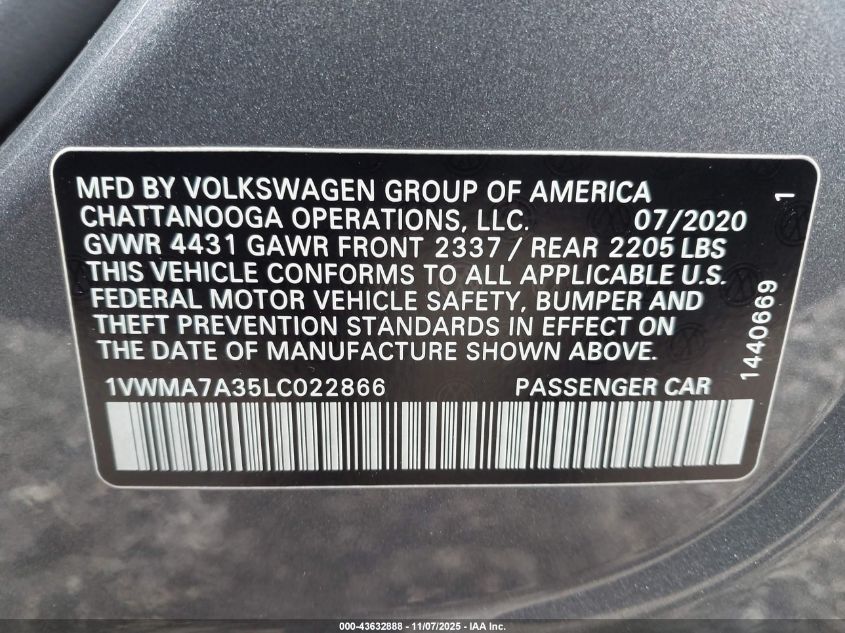 MFD BY VOLKSWAGEN GROUP OF AMERICA
CHATTANOOGA OPERATIONS, LLC. 07/2020
GVWR 4431 GAWR FRONT 2337 / REAR 2205 LBS
THIS VEHICLE CONFORMS TO ALL APPLICABLE U.S.
FEDERAL MOTOR VEHICLE SAFETY, BUMPER AND
THEFT PREVENTION STANDARDS IN EFFECT ON
THE DATE OF MANUFACTURE SHOWN ABOVE.
1VWMA7A35LC022866 PASSENGER CAR
1440669 1
000-43632888 - 11/07/2025 - IAA Inc.